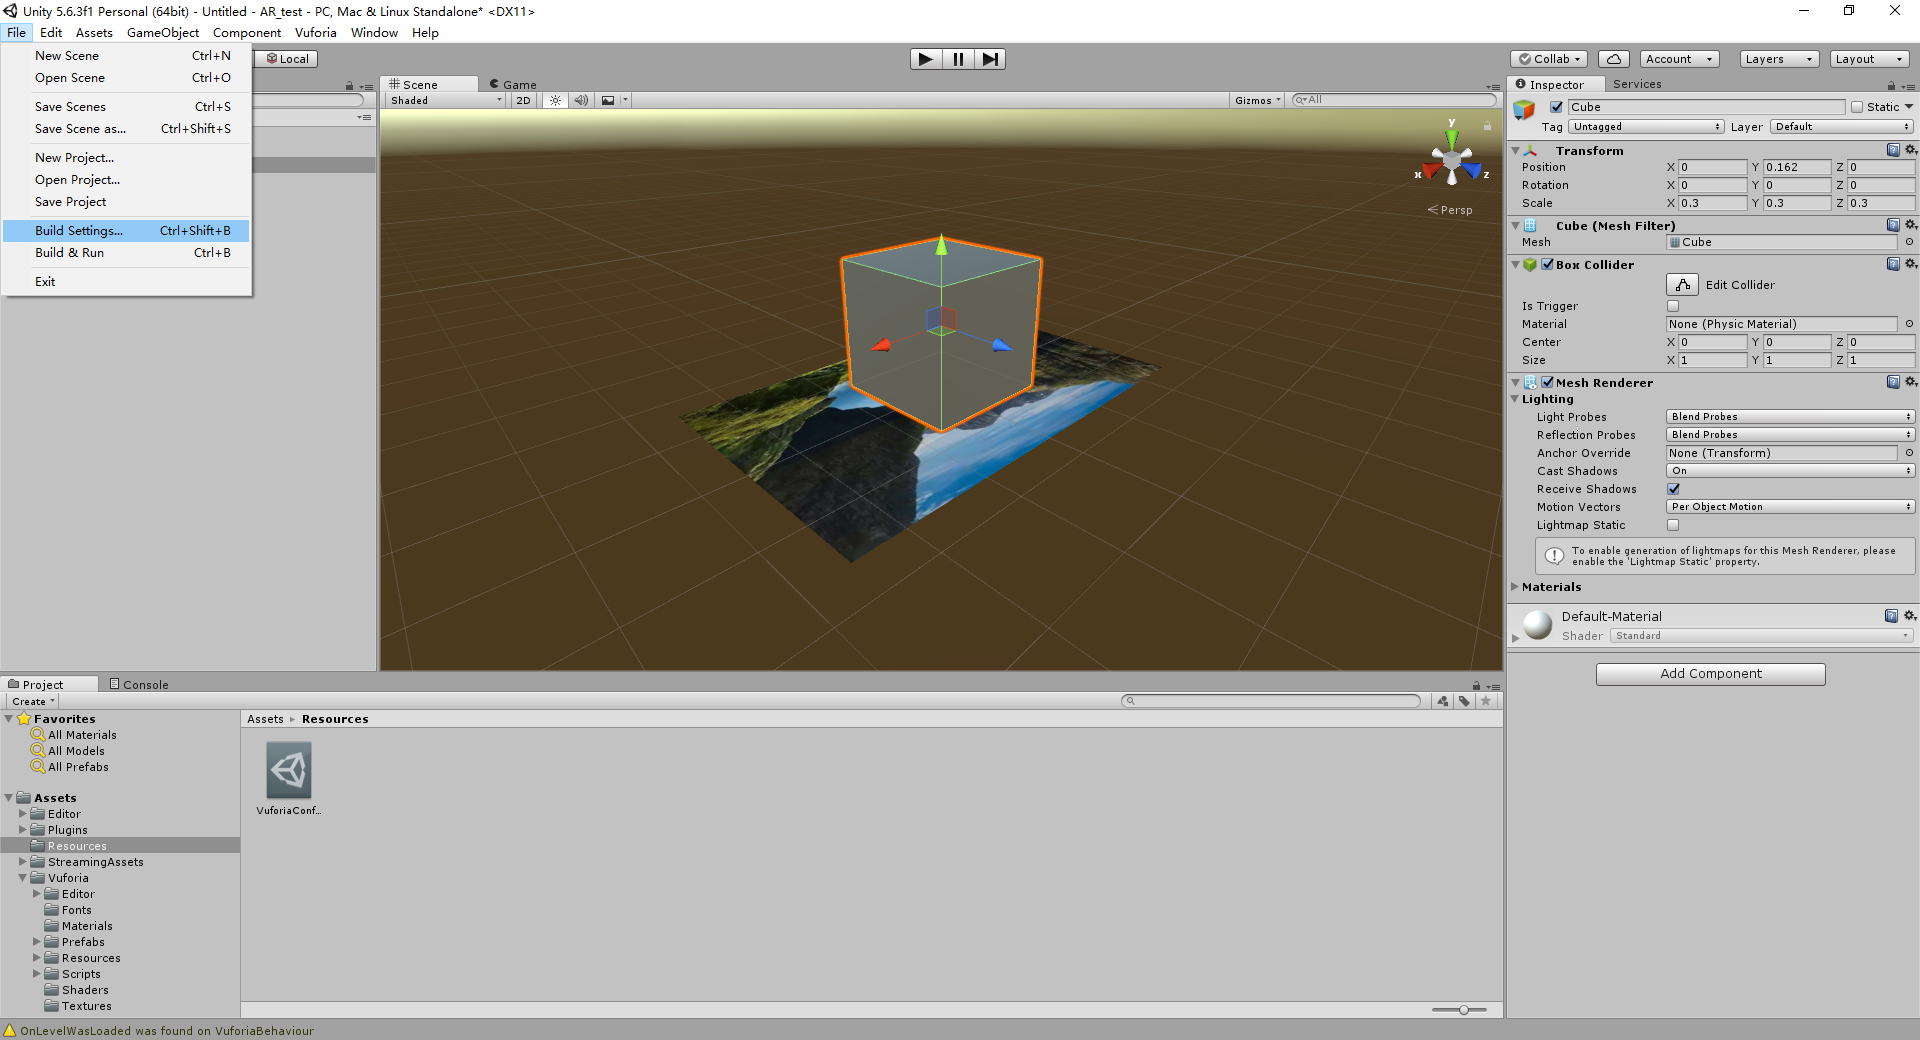 Unity 5.6.3f1 Personal (64bit) - Untitled - AR_test - PC, Mac & Linux Standalone* <DX11>
File Edit Assets GameObject Component Vuforia Window Help
New Scene Ctrl+N
Open Scene Ctrl+O
Save Scenes Ctrl+S
Save Scene as... Ctrl+Shift+S
New Project...
Open Project...
Save Project
Build Settings... Ctrl+Shift+B
Build & Run Ctrl+B
Exit
Local
Collab Account Layers Layout
Scene Game
Shaded 2D Gizmos All
y
x z
Persp
Inspector Services
Cube Static
Tag Untagged Layer Default
Transform
Position X 0 Y 0.162 Z 0
Rotation X 0 Y 0 Z 0
Scale X 0.3 Y 0.3 Z 0.3
Cube (Mesh Filter)
Mesh Cube
Box Collider
Edit Collider
Is Trigger
Material None (Physic Material)
Center X 0 Y 0 Z 0
Size X 1 Y 1 Z 1
Mesh Renderer
Lighting
Light Probes Blend Probes
Reflection Probes Blend Probes
Anchor Override None (Transform)
Cast Shadows On
Receive Shadows
Motion Vectors Per Object Motion
Lightmap Static
To enable generation of lightmaps for this Mesh Renderer, please
enable the 'Lightmap Static' property.
Materials
Default-Material
Shader Standard
Add Component
Project Console
Create
Favorites
All Materials
All Models
All Prefabs
Assets
Editor
Plugins
Resources
StreamingAssets
Vuforia
Editor
Fonts
Materials
Prefabs
Resources
Scripts
Shaders
Textures
Assets Resources
VuforiaConf...
OnLevelWasLoaded was found on VuforiaBehaviour